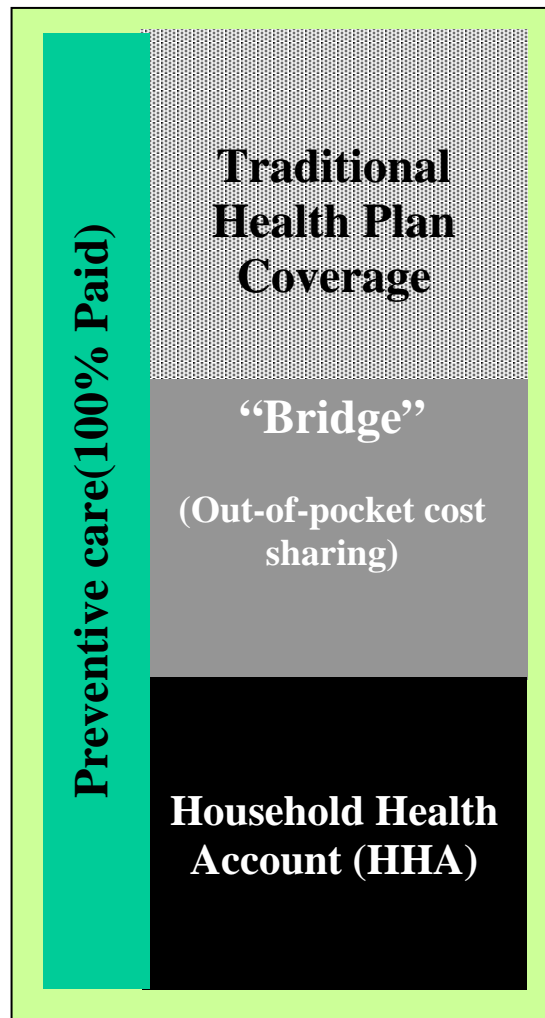 Preventive care(100% Paid)
Traditional
Health Plan
Coverage
“Bridge”
(Out-of-pocket cost
sharing)
Household Health
Account (HHA)